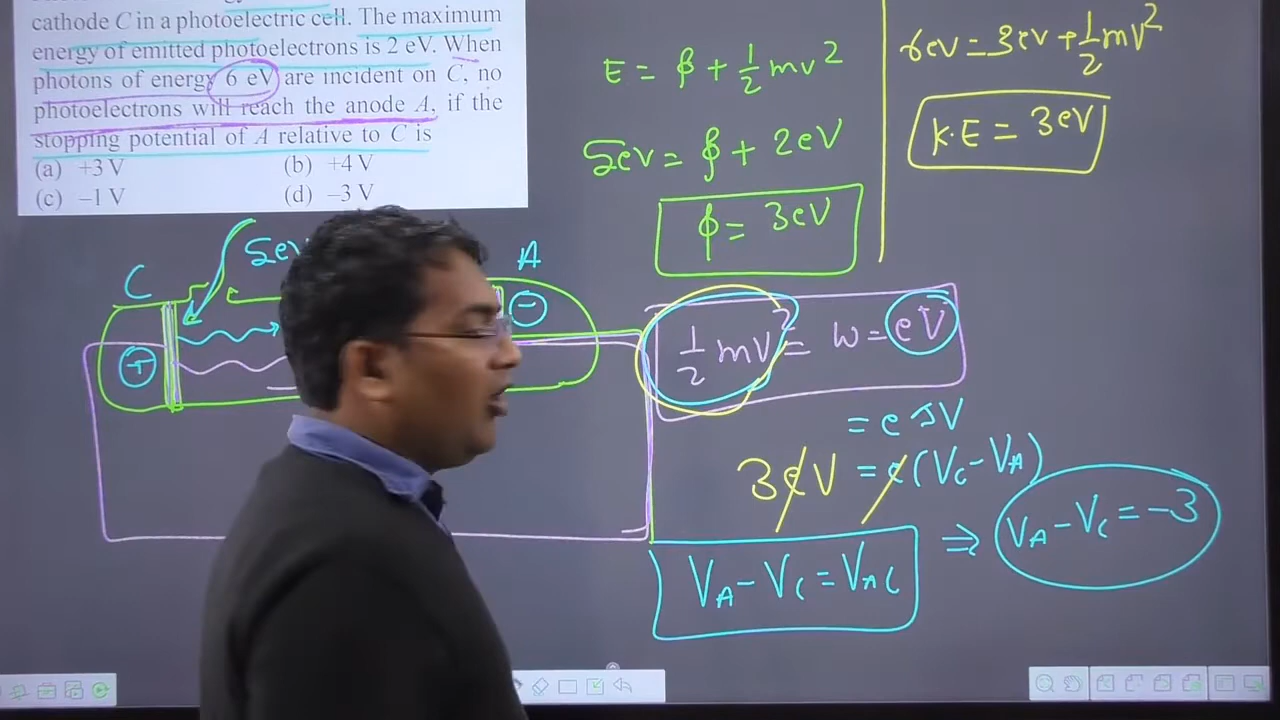 cathode C in a photoelectric cell. The maximum
energy of emitted photoelectrons is 2 eV. When
photons of energy 6 eV are incident on C, no
photoelectrons will reach the anode A, if the
stopping potential of A relative to C is
(a) +3 V (b) +4 V
(c) –1 V (d) –3 V
E = ϕ + 1/2 mv²
5eV = ϕ + 2eV
ϕ = 3eV
6eV = 3eV + 1/2 mv²
K.E = 3eV
C
5eV
A
+
−
1/2 mv² = W = eV
= e ΔV
3eV = e(VC - VA)
VA - VC = VAC
⇒ VA - VC = -3